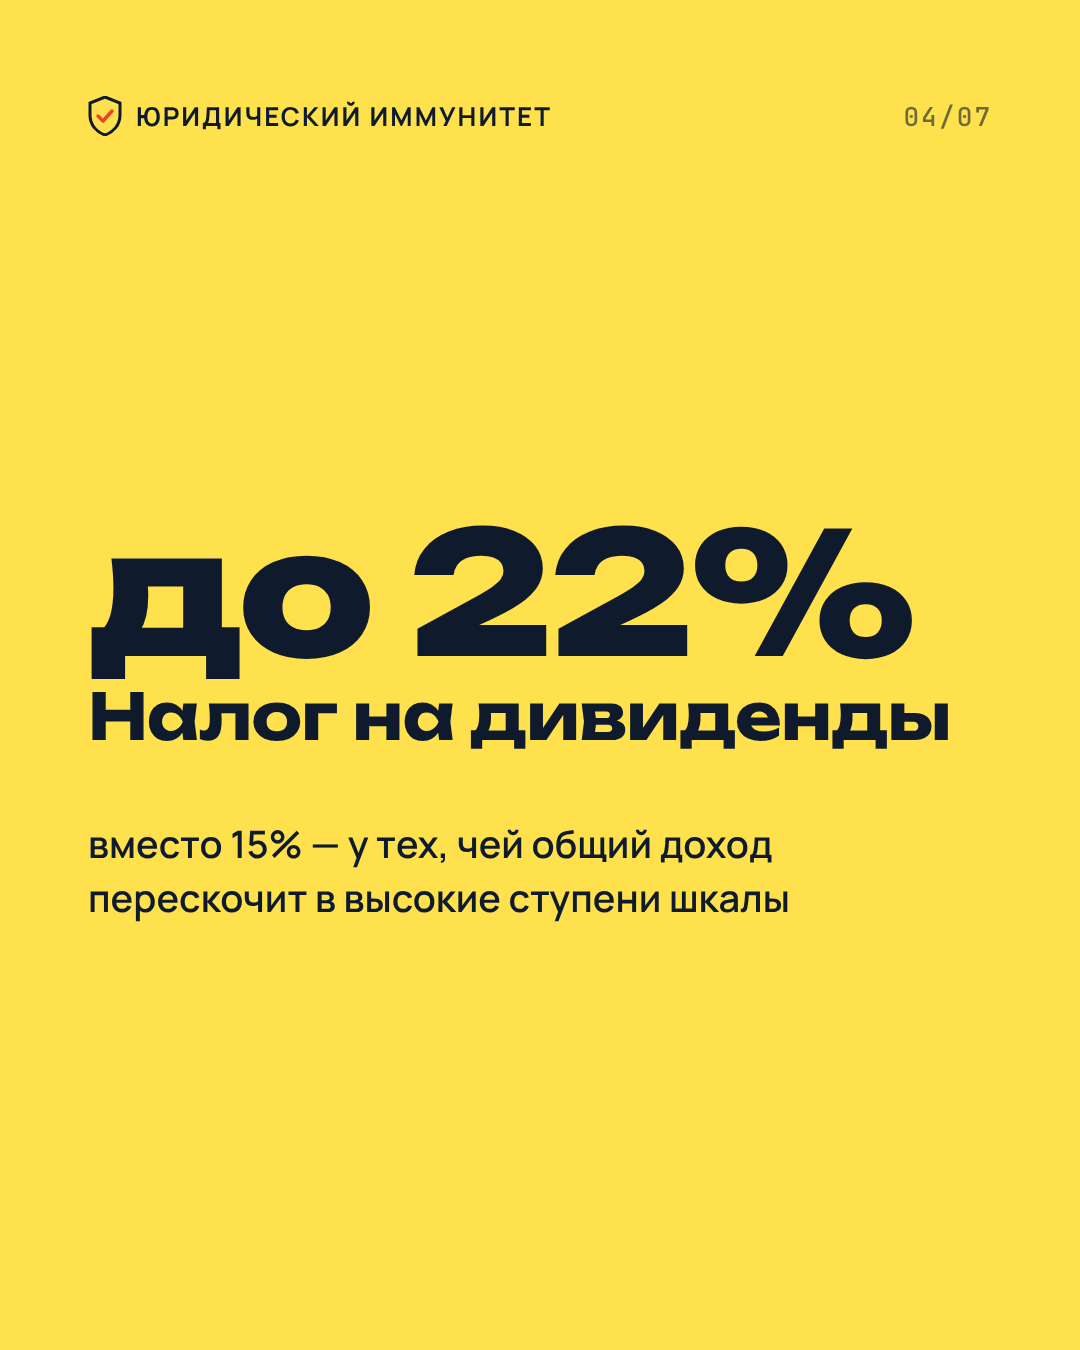 ЮРИДИЧЕСКИЙ ИММУНИТЕТ
04/07
до 22%
Налог на дивиденды
вместо 15% — у тех, чей общий доход
перескочит в высокие ступени шкалы